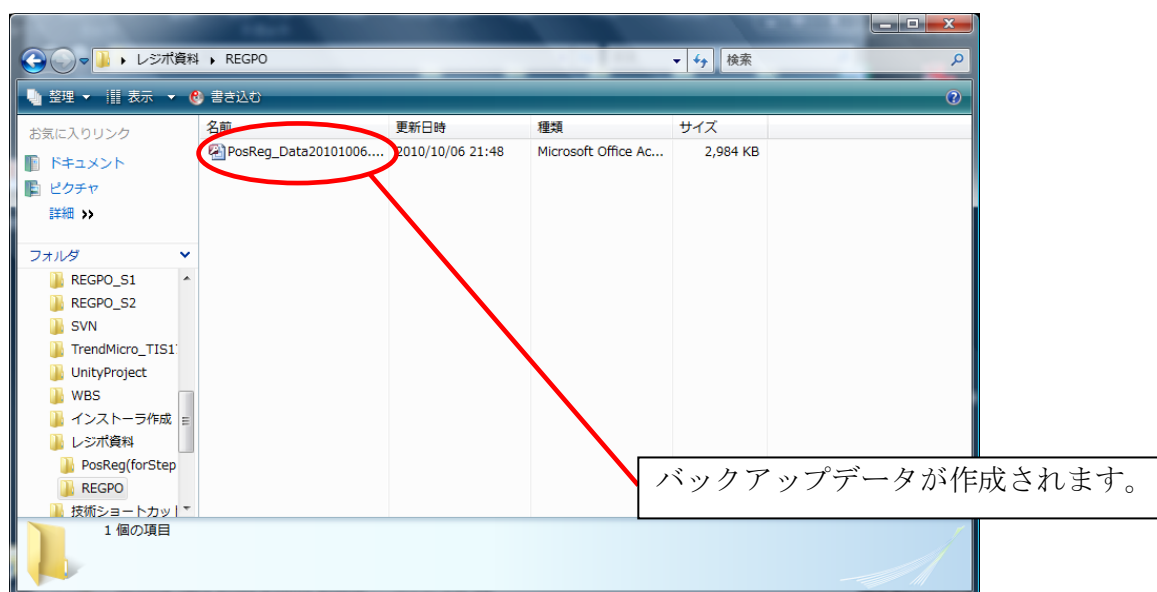 レジポ資料 ▸ REGPO
検索
整理 表示 書き込む
お気に入りリンク
ドキュメント
ピクチャ
詳細 »
フォルダ
REGPO_S1
REGPO_S2
SVN
TrendMicro_TIS1
UnityProject
WBS
インストーラ作成
レジポ資料
PosReg(forStep
REGPO
技術ショートカット
名前 更新日時 種類 サイズ
PosReg_Data20101006.... 2010/10/06 21:48 Microsoft Office Ac... 2,984 KB
バックアップデータが作成されます。
1 個の項目